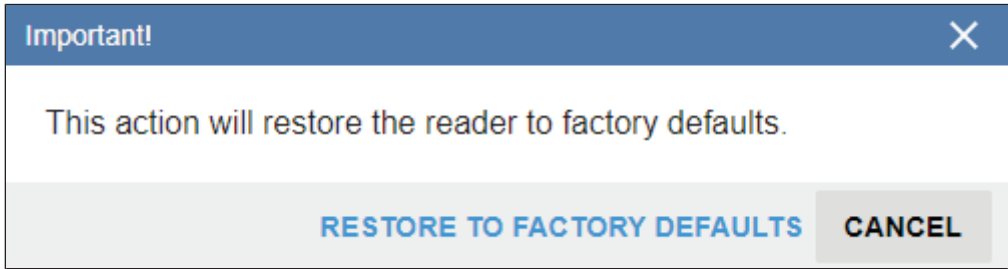 Important!
This action will restore the reader to factory defaults.
RESTORE TO FACTORY DEFAULTS CANCEL